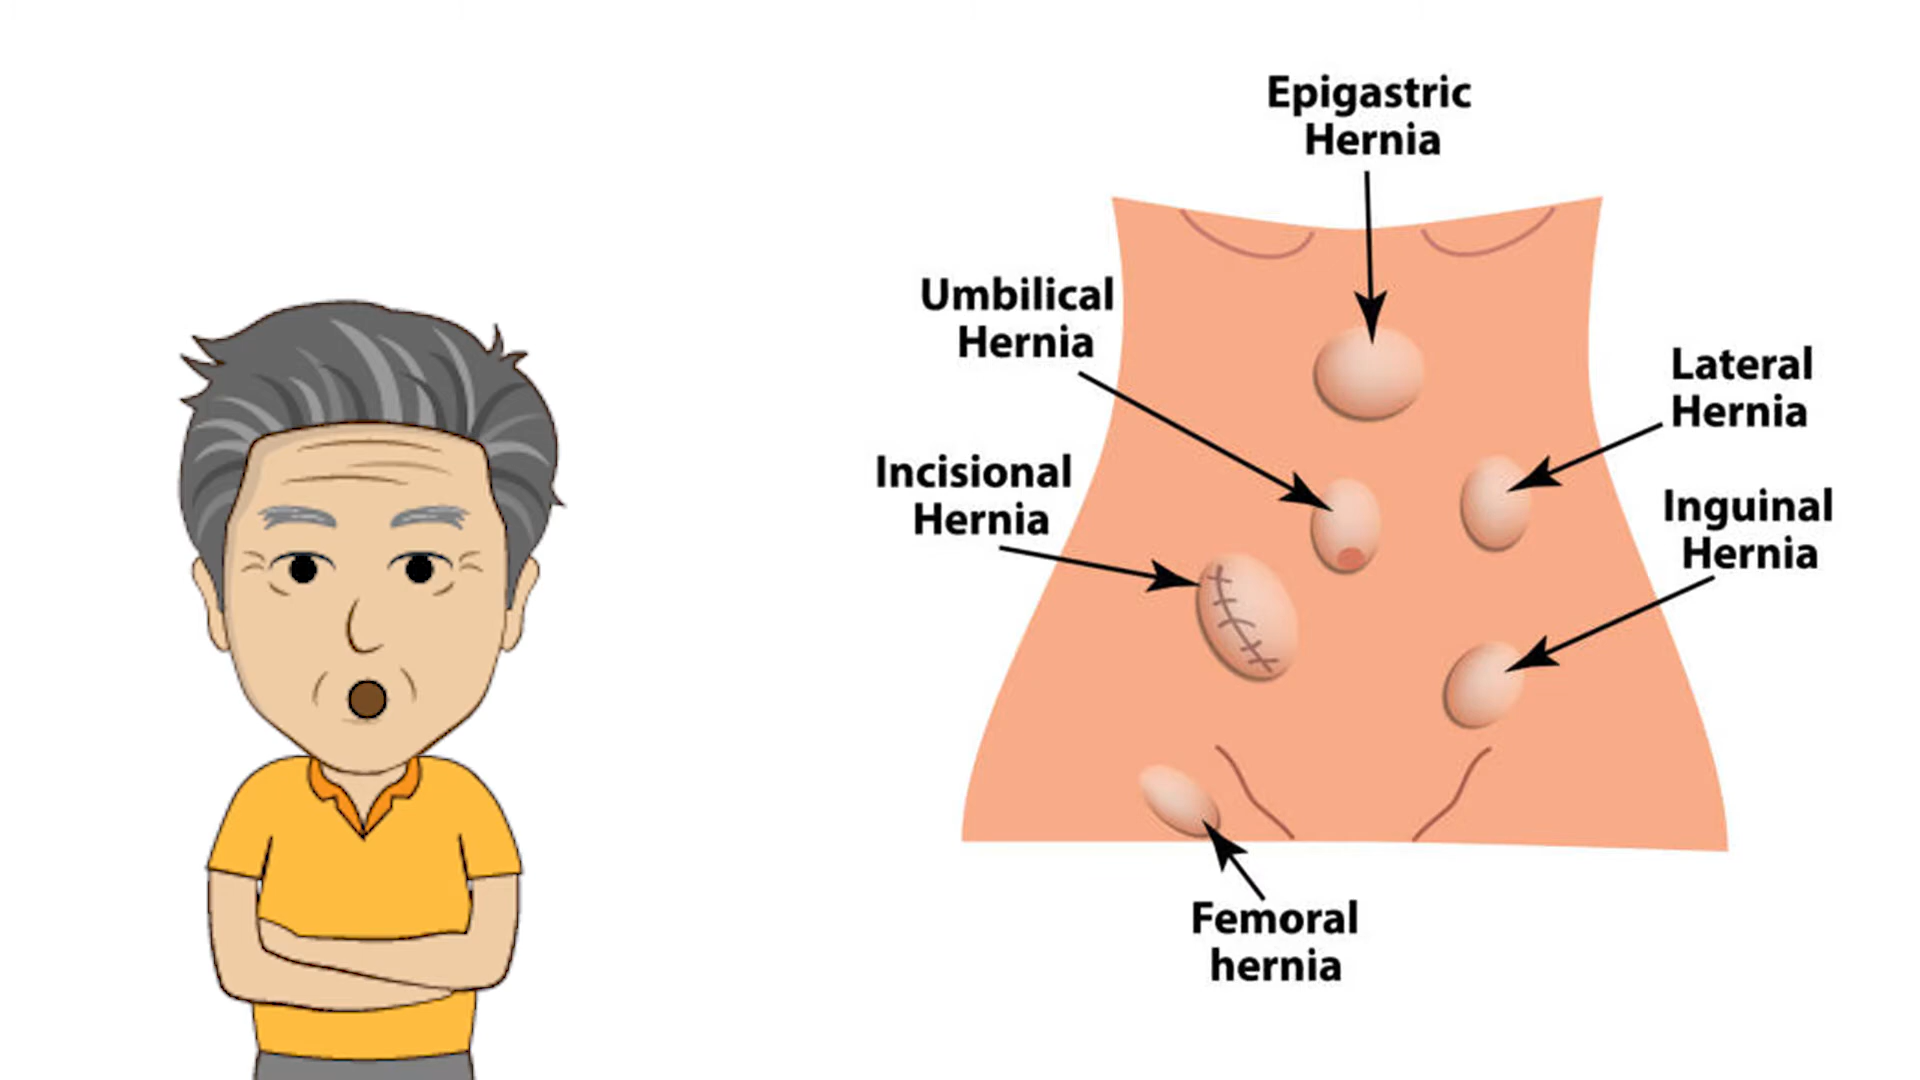 Epigastric
Hernia
Umbilical
Hernia
Lateral
Hernia
Incisional
Hernia
Inguinal
Hernia
Femoral
hernia